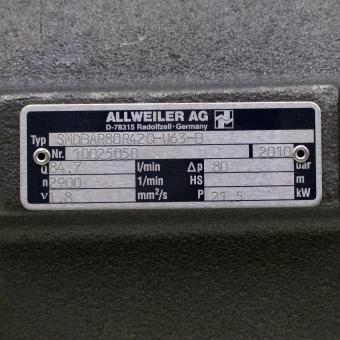 ALLWEILER AG
D-78315 Radolfzell · Germany
Typ SMDBAR80R42Q-W63-B
Nr. 10025050 2010
Q 84.7 l/min Δp 80 bar
n 2900 1/min HS m
ν 1.8 mm²/s P 21.5 kW